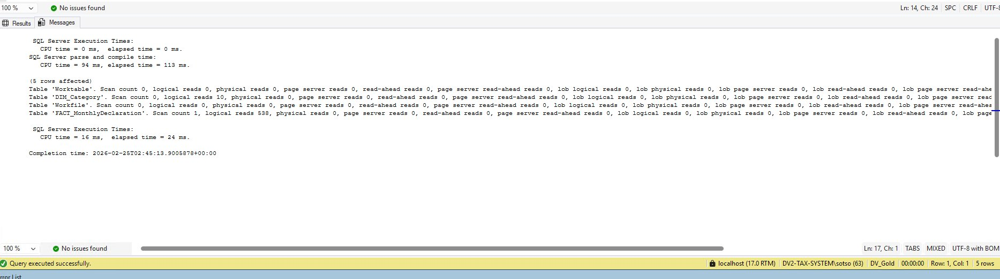 100 % No issues found Ln: 14, Ch: 24 SPC CRLF UTF-8
Results Messages
SQL Server Execution Times:
CPU time = 0 ms, elapsed time = 0 ms.
SQL Server parse and compile time:
CPU time = 94 ms, elapsed time = 113 ms.
(5 rows affected)
Table 'Worktable'. Scan count 0, logical reads 0, physical reads 0, page server reads 0, read-ahead reads 0, page server read-ahead reads 0, lob logical reads 0, lob physical reads 0, lob page server reads 0, lob read-ahead reads 0, lob page server read-ahe
Table 'DIM_Category'. Scan count 0, logical reads 10, physical reads 0, page server reads 0, read-ahead reads 0, page server read-ahead reads 0, lob logical reads 0, lob physical reads 0, lob page server reads 0, lob read-ahead reads 0, lob page server read
Table 'Workfile'. Scan count 0, logical reads 0, physical reads 0, page server reads 0, read-ahead reads 0, page server read-ahead reads 0, lob logical reads 0, lob physical reads 0, lob page server reads 0, lob read-ahead reads 0, lob page server read-ahea
Table 'FACT_MonthlyDeclaration'. Scan count 1, logical reads 538, physical reads 0, page server reads 0, read-ahead reads 0, page server read-ahead reads 0, lob logical reads 0, lob physical reads 0, lob page server reads 0, lob read-ahead reads 0, lob page
SQL Server Execution Times:
CPU time = 16 ms, elapsed time = 24 ms.
Completion time: 2026-02-25T02:45:13.9005878+00:00
100 % No issues found Ln: 17, Ch: 1 TABS MIXED UTF-8 with BOM
Query executed successfully. localhost (17.0 RTM) DV2-TAX-SYSTEM\sotso (63) DV_Gold 00:00:00 Row: 1, Col: 1 5 rows
rror List